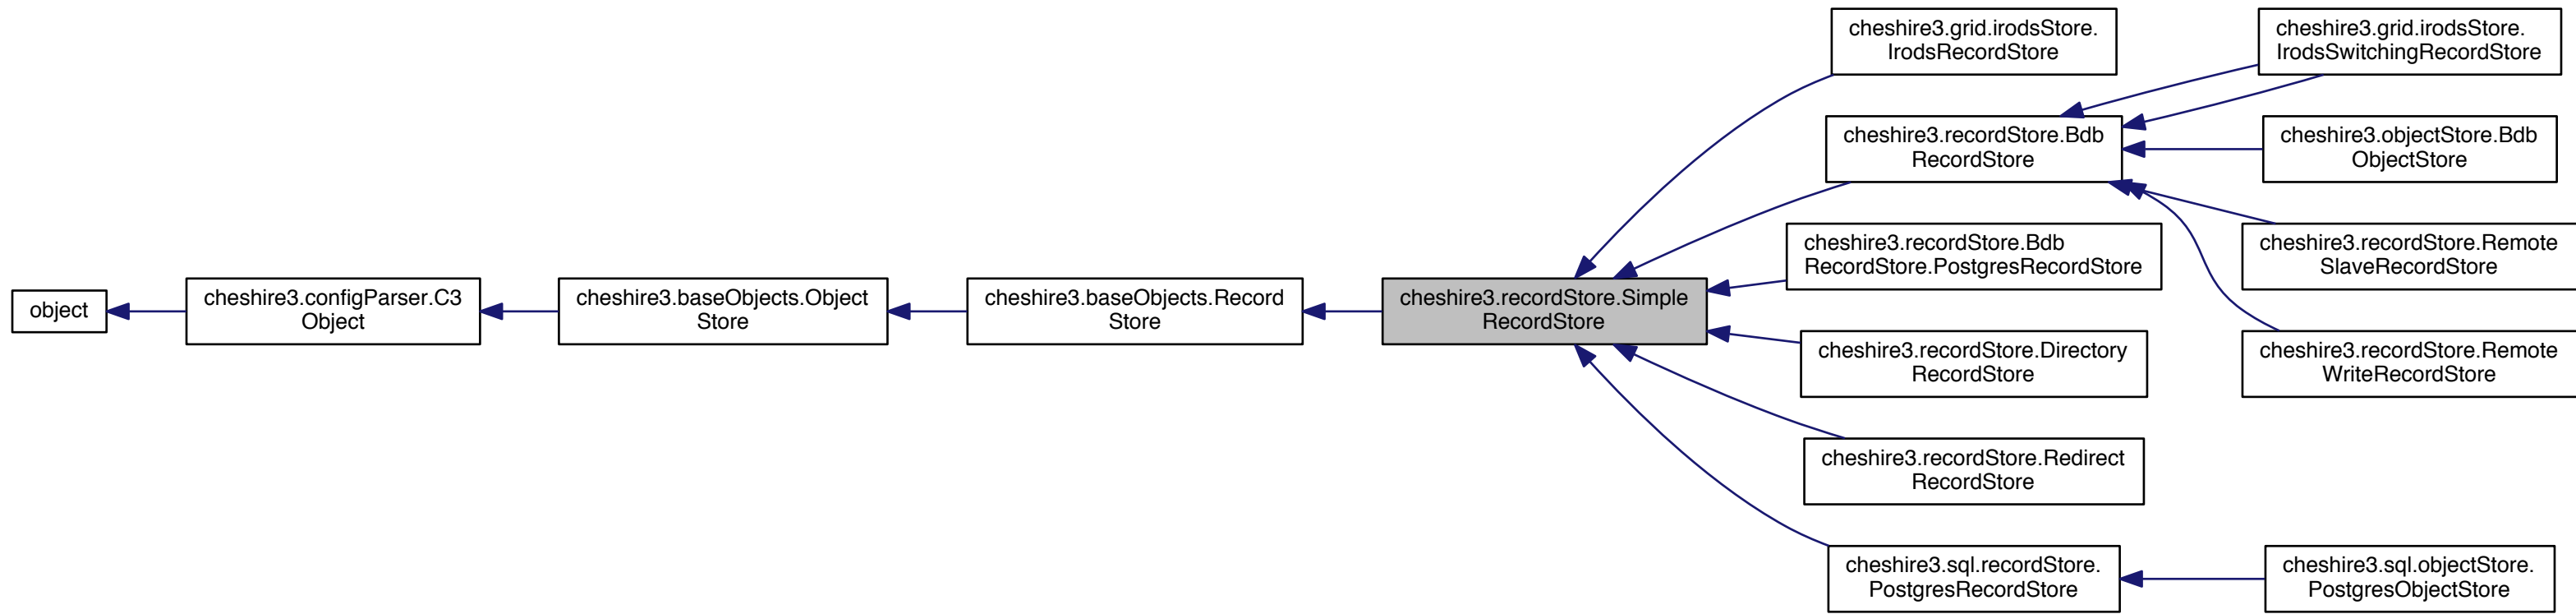 object
cheshire3.configParser.C3
Object
cheshire3.baseObjects.Object
Store
cheshire3.baseObjects.Record
Store
cheshire3.recordStore.Simple
RecordStore
cheshire3.grid.irodsStore.
IrodsRecordStore
cheshire3.recordStore.Bdb
RecordStore
cheshire3.recordStore.Bdb
RecordStore.PostgresRecordStore
cheshire3.recordStore.Directory
RecordStore
cheshire3.recordStore.Redirect
RecordStore
cheshire3.sql.recordStore.
PostgresRecordStore
cheshire3.grid.irodsStore.
IrodsSwitchingRecordStore
cheshire3.objectStore.Bdb
ObjectStore
cheshire3.recordStore.Remote
SlaveRecordStore
cheshire3.recordStore.Remote
WriteRecordStore
cheshire3.sql.objectStore.
PostgresObjectStore